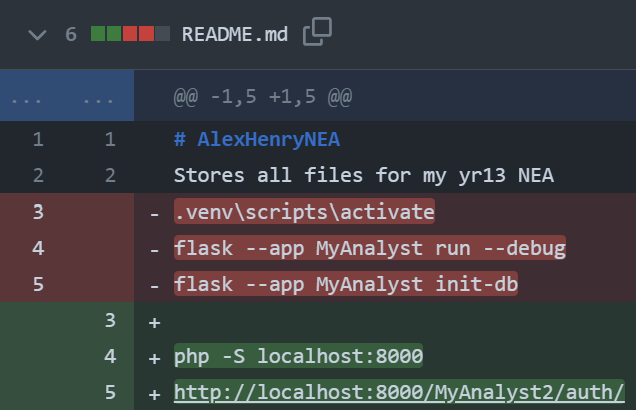 6 README.md
... ... @@ -1,5 +1,5 @@
1 1 # AlexHenryNEA
2 2 Stores all files for my yr13 NEA
3 - .venv\scripts\activate
4 - flask --app MyAnalyst run --debug
5 - flask --app MyAnalyst init-db
3 +
4 + php -S localhost:8000
5 + http://localhost:8000/MyAnalyst2/auth/